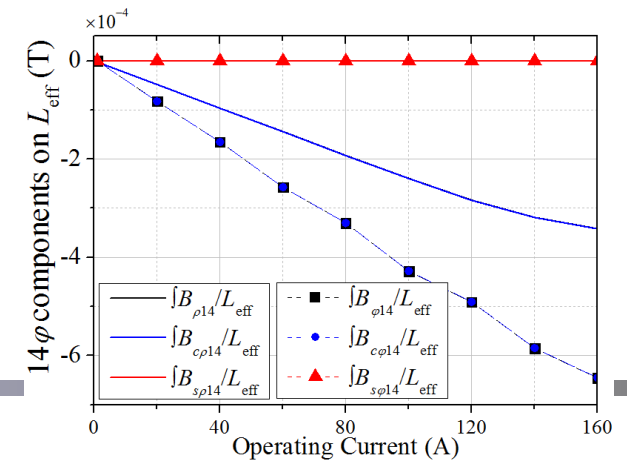 ×10⁻⁴
14φ components on L_eff (T)
0
-2
-4
-6
∫B_ρ14/L_eff
∫B_cρ14/L_eff
∫B_sρ14/L_eff
∫B_φ14/L_eff
∫B_cφ14/L_eff
∫B_sφ14/L_eff
0 40 80 120 160
Operating Current (A)